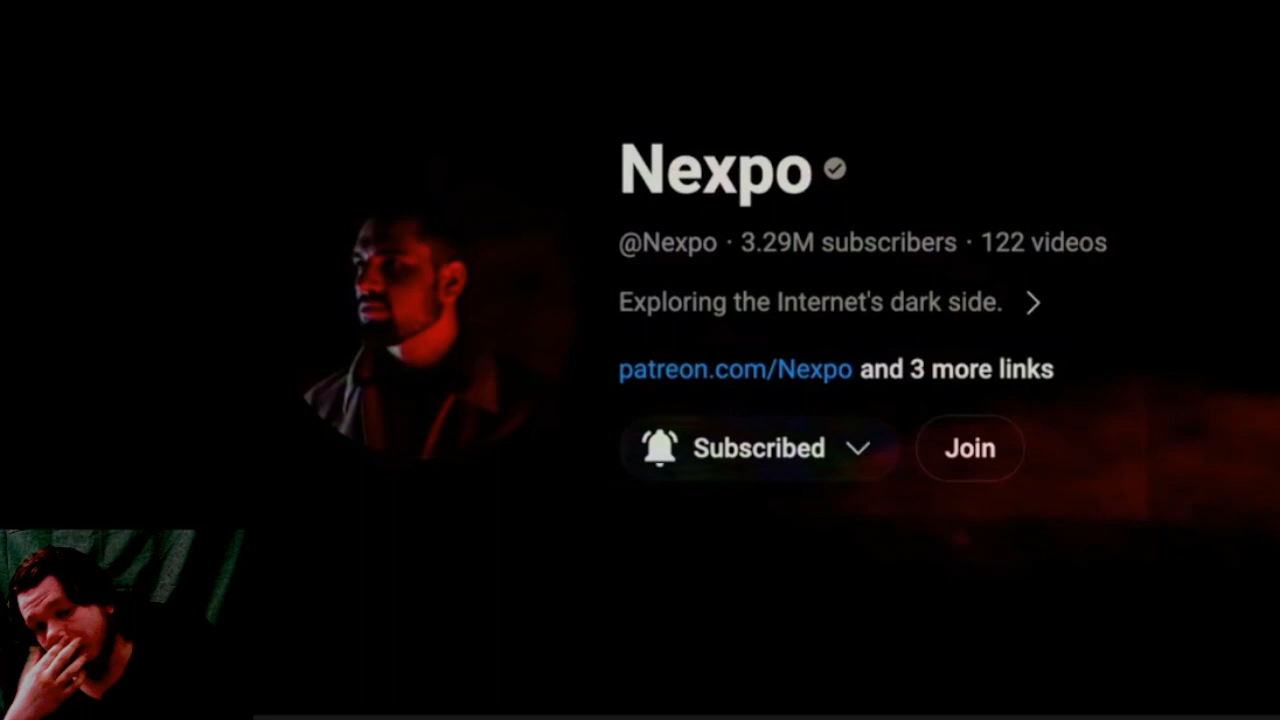 Nexpo
@Nexpo · 3.29M subscribers · 122 videos
Exploring the Internet's dark side.
patreon.com/Nexpo and 3 more links
Subscribed
Join